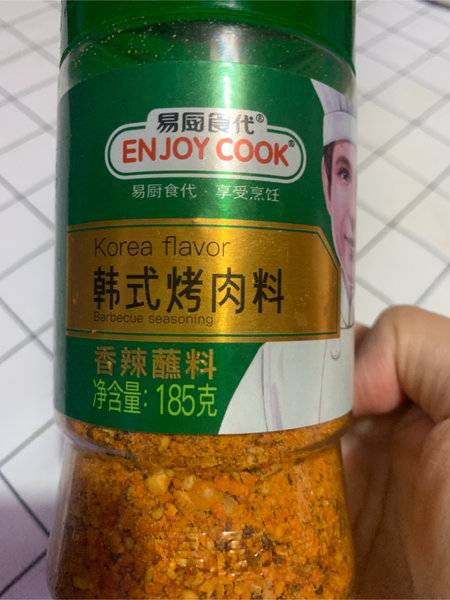 易厨食代®
ENJOY COOK®
易厨食代·享受烹饪
Korea flavor
韩式烤肉料
Barbecue seasoning
香辣蘸料
净含量:185克